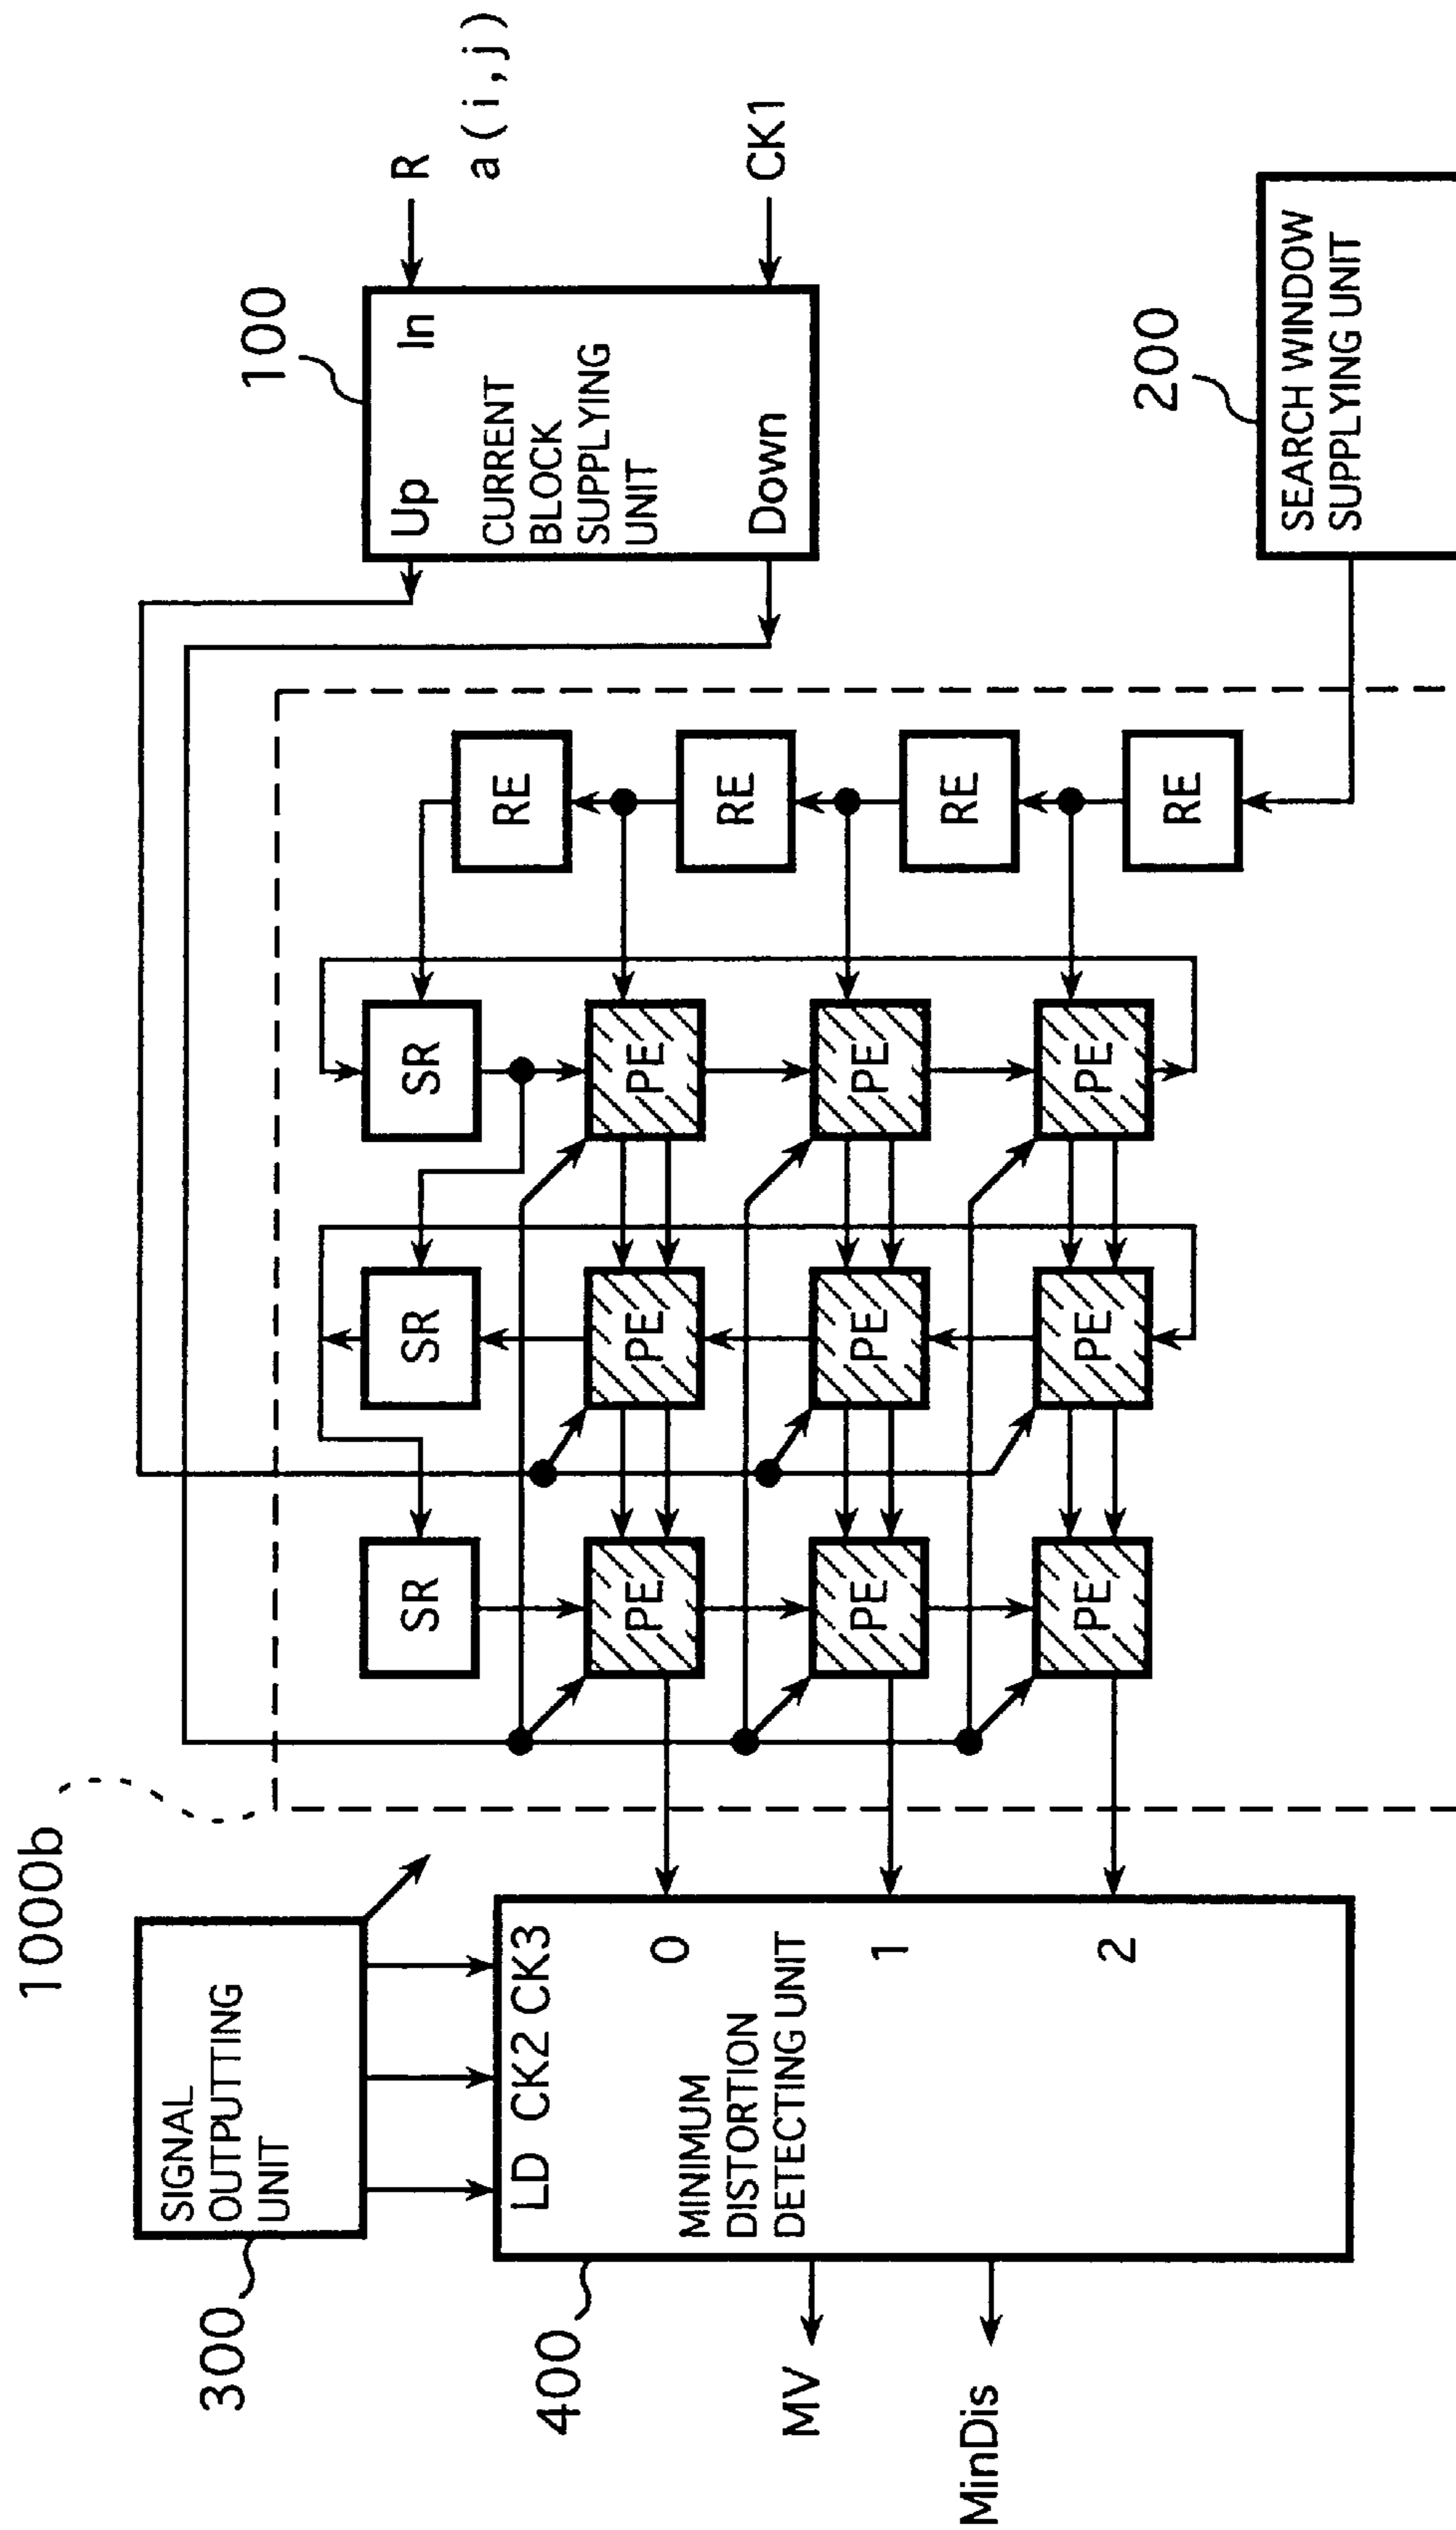 1000b
300
SIGNAL
OUTPUTTING
UNIT
400
LD CK2 CK3
MINIMUM
DISTORTION
DETECTING UNIT
0
1
2
MV
MinDis
SR SR SR
PE PE PE
PE PE PE
PE PE PE
RE
RE
RE
RE
100
Up In
CURRENT
BLOCK
SUPPLYING
UNIT
Down
R
a(i,j)
CK1
200
SEARCH WINDOW
SUPPLYING UNIT